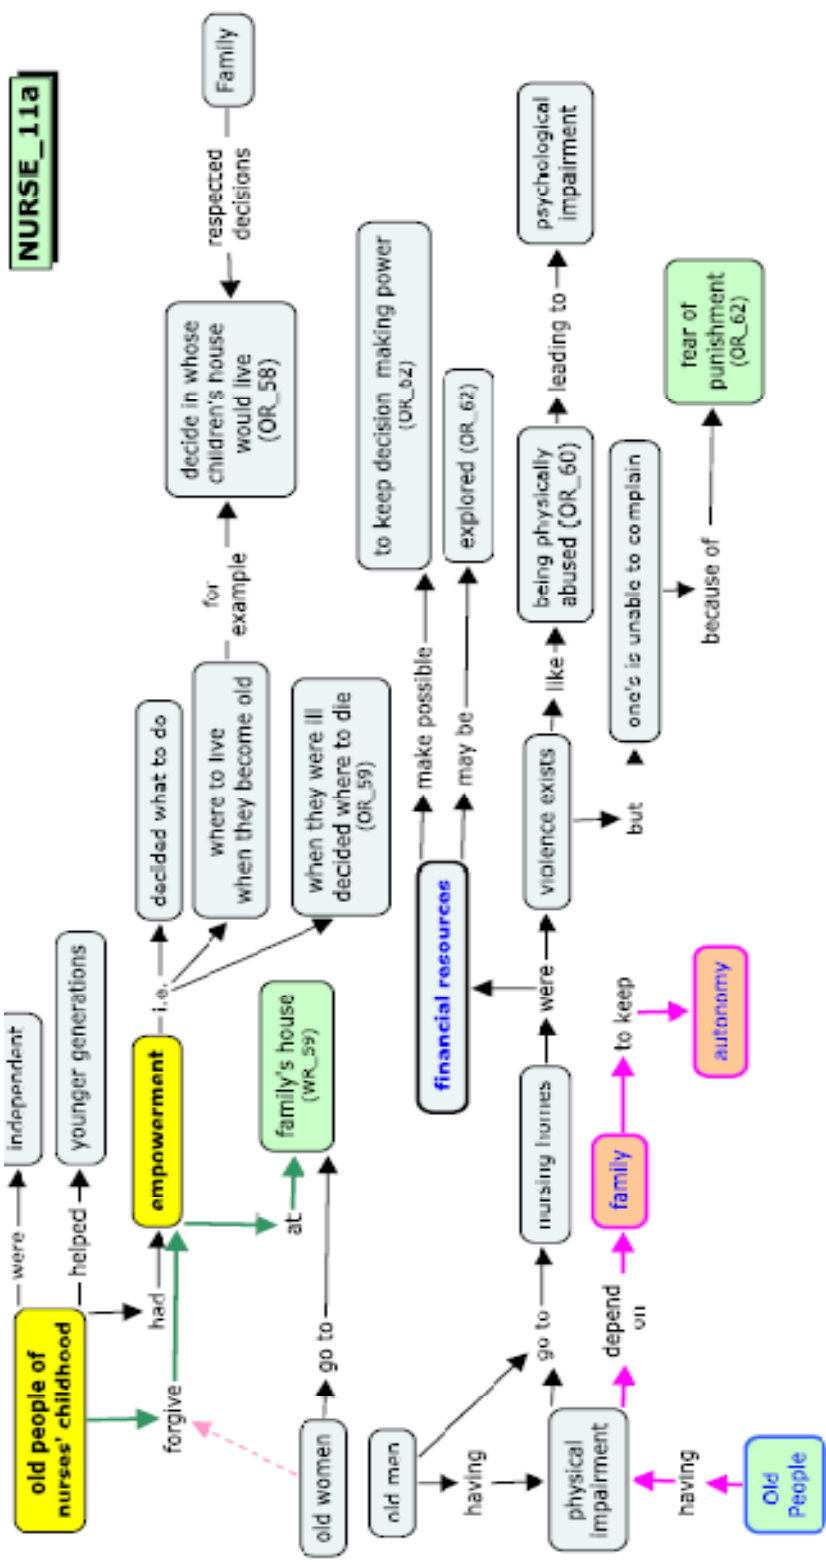 NURSE_11a
old people of
nurses' childhood
were
independent
helped
younger generations
had
empowerment
i.e.
decided what to do
where to live
when they become old
for
example
decide in whose
children's house
would live
(OR_58)
respected
decisions
Family
when they were ill
decided where to die
(OR_59)
forgive
at
family's house
(WR_59)
old women
go to
old men
having
physical
impairment
go to
nursing homes
were
financial resources
make possible
to keep decision making power
(OR_62)
may be
explored (OR_62)
violence exists
like
being physically
abused (OR_60)
leading to
psychological
impairment
but
one's is unable to complain
because of
fear of
punishment
(OR_62)
depend
on
family
to keep
autonomy
having
Old
People